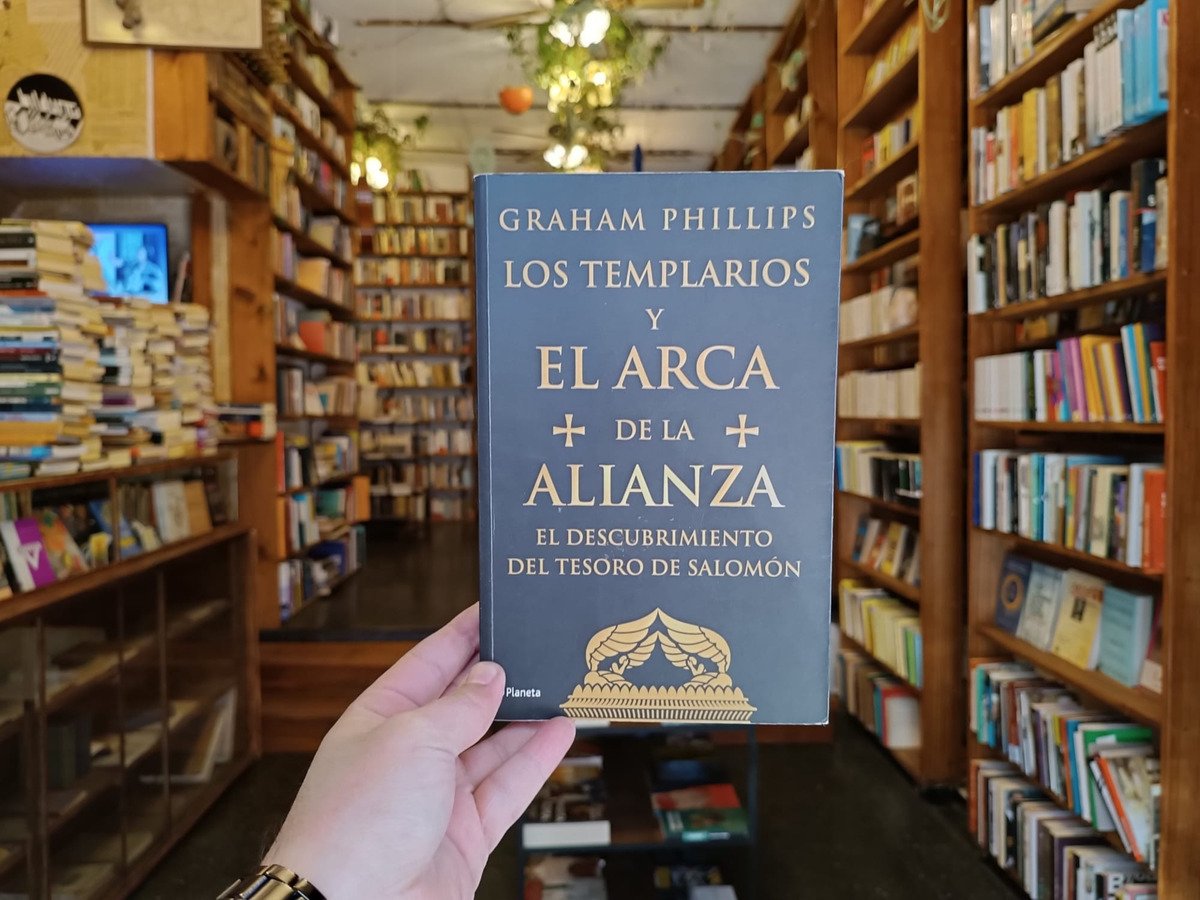 GRAHAM PHILLIPS
LOS TEMPLARIOS
Y
EL ARCA
DE LA
ALIANZA
EL DESCUBRIMIENTO
DEL TESORO DE SALOMÓN
Planeta